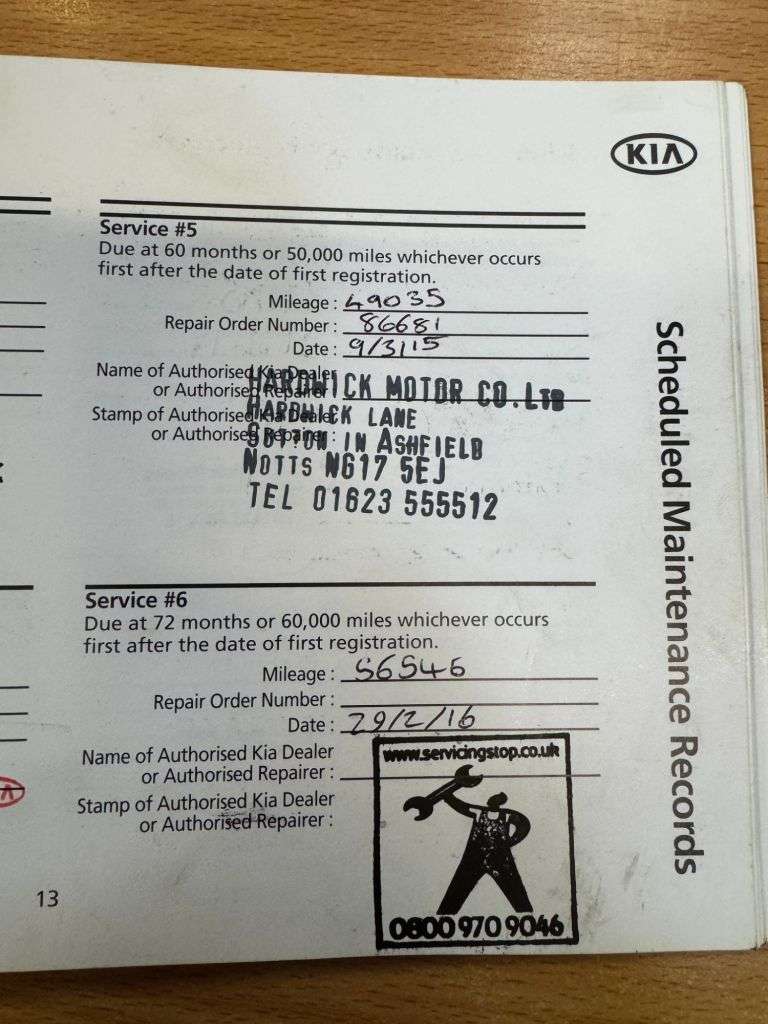 KIA
Scheduled Maintenance Records
Service #5
Due at 60 months or 50,000 miles whichever occurs
first after the date of first registration.
Mileage : 49035
Repair Order Number : 86681
Date : 9/3/15
Name of Authorised Kia Dealer
or Authorised Repairer :
Stamp of Authorised Kia Dealer
or Authorised Repairer :
HARDWICK MOTOR CO. LTD
HARDWICK LANE
SUTTON IN ASHFIELD
NOTTS NG17 5EJ
TEL 01623 555512
Service #6
Due at 72 months or 60,000 miles whichever occurs
first after the date of first registration.
Mileage : 56546
Repair Order Number :
Date : 29/2/16
Name of Authorised Kia Dealer
or Authorised Repairer :
Stamp of Authorised Kia Dealer
or Authorised Repairer :
www.servicingstop.co.uk
0800 970 9046
13